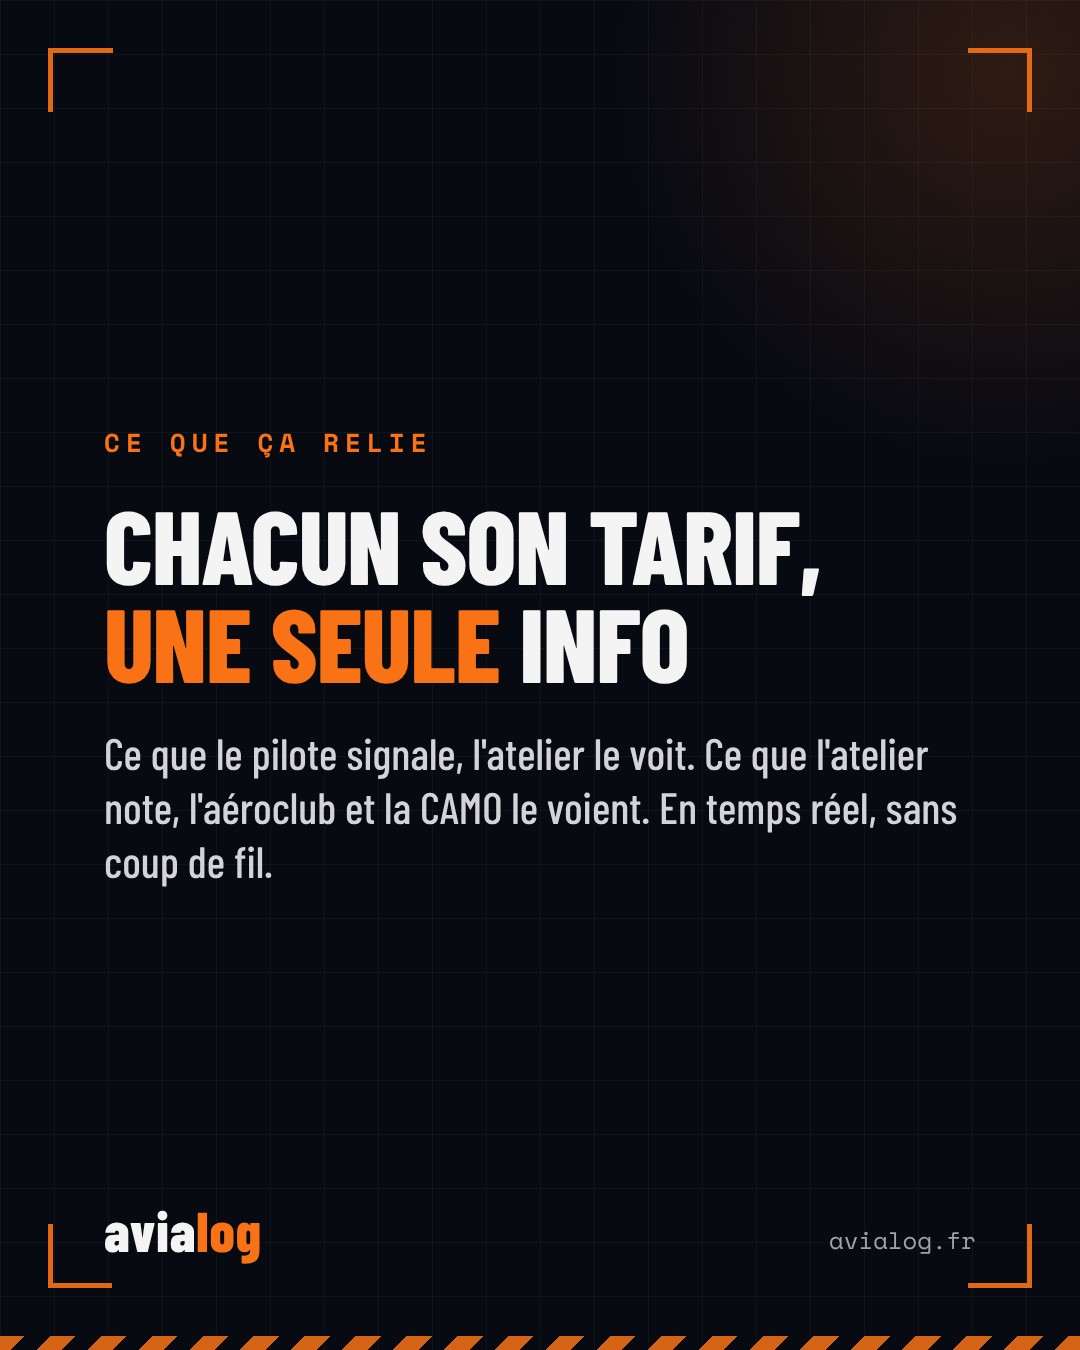 CE QUE ÇA RELIE
CHACUN SON TARIF,
UNE SEULE INFO
Ce que le pilote signale, l'atelier le voit. Ce que l'atelier
note, l'aéroclub et la CAMO le voient. En temps réel, sans
coup de fil.
avialog
avialog.fr